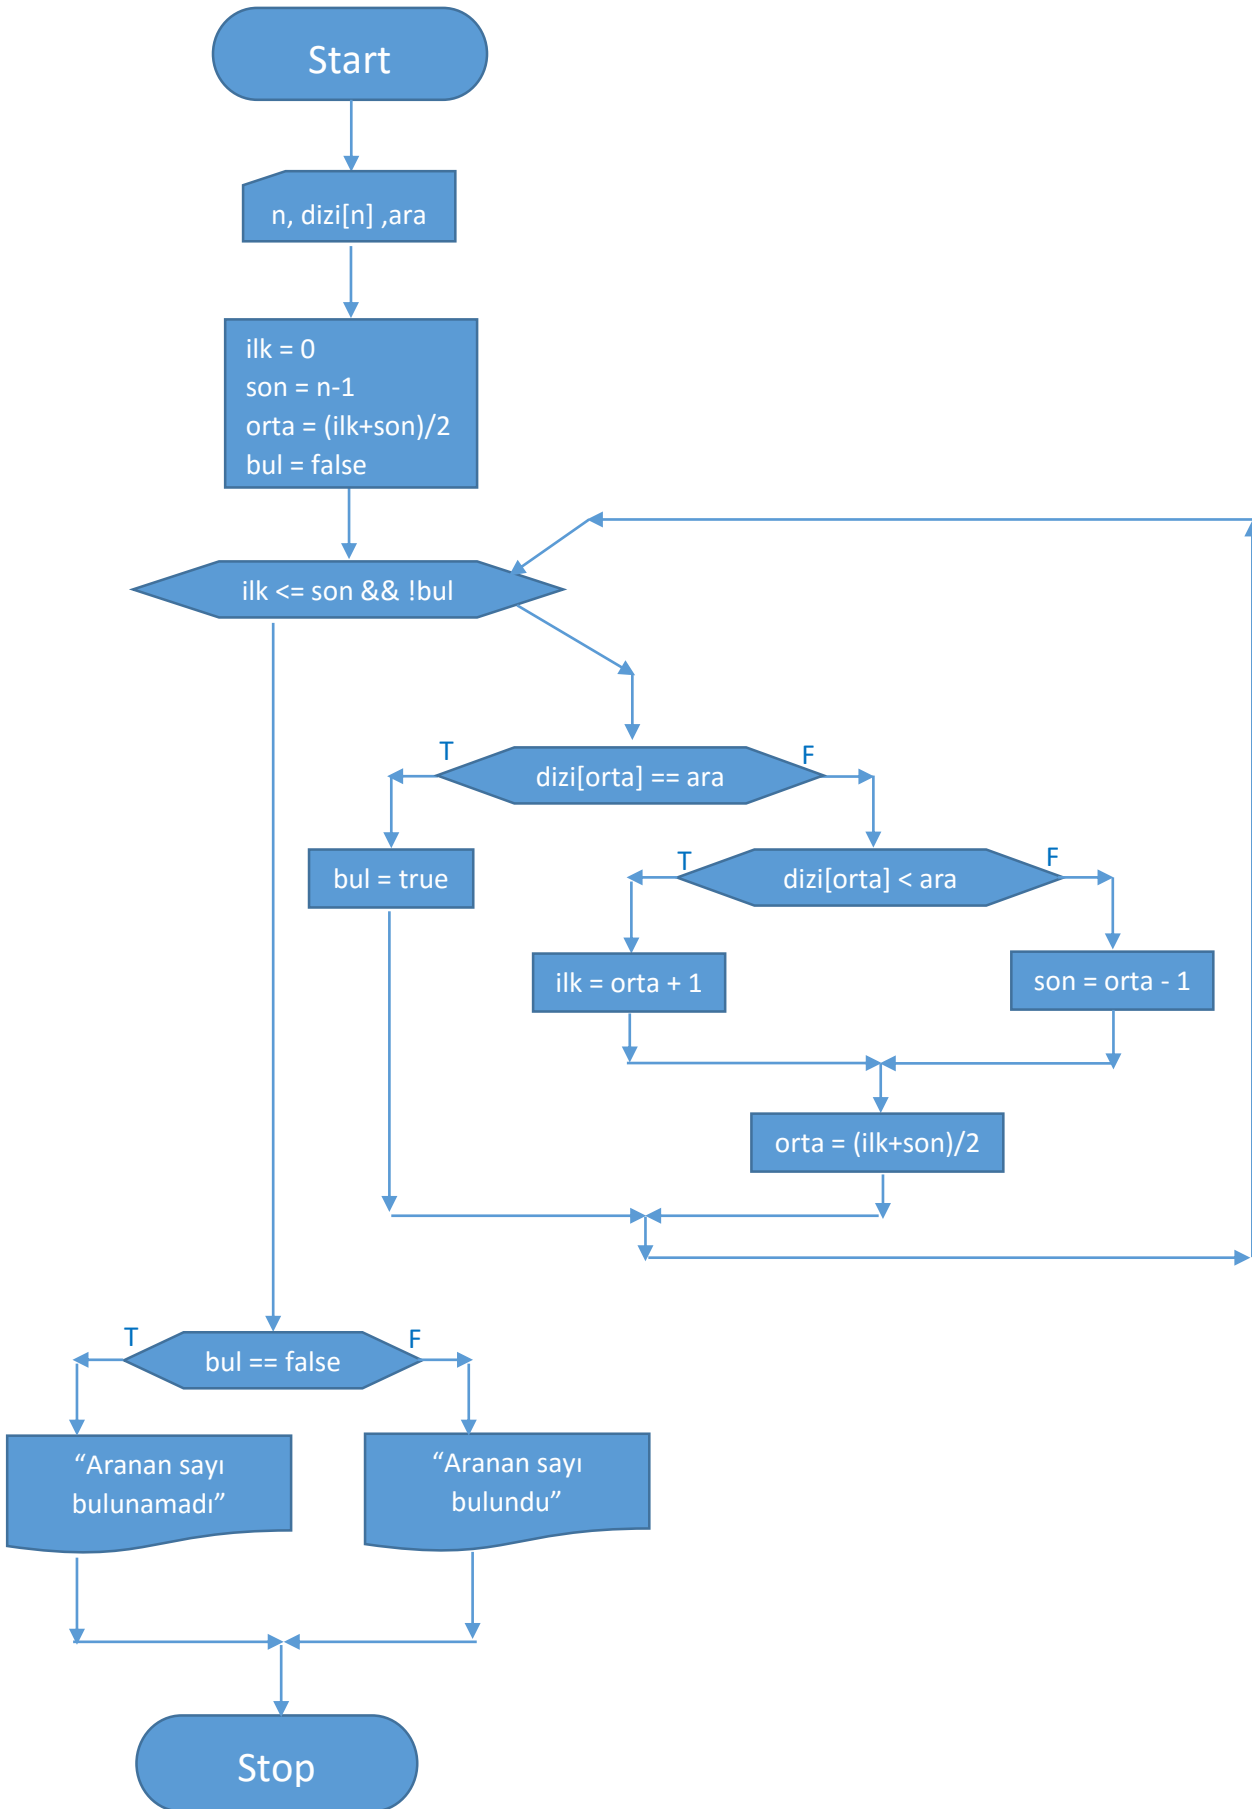 Start
n, dizi[n] ,ara
ilk = 0
son = n-1
orta = (ilk+son)/2
bul = false
ilk <= son && !bul
T
F
dizi[orta] == ara
T
F
bul = true
dizi[orta] < ara
ilk = orta + 1
son = orta - 1
orta = (ilk+son)/2
T
F
bul == false
“Aranan sayı
bulunamadı”
“Aranan sayı
bulundu”
Stop